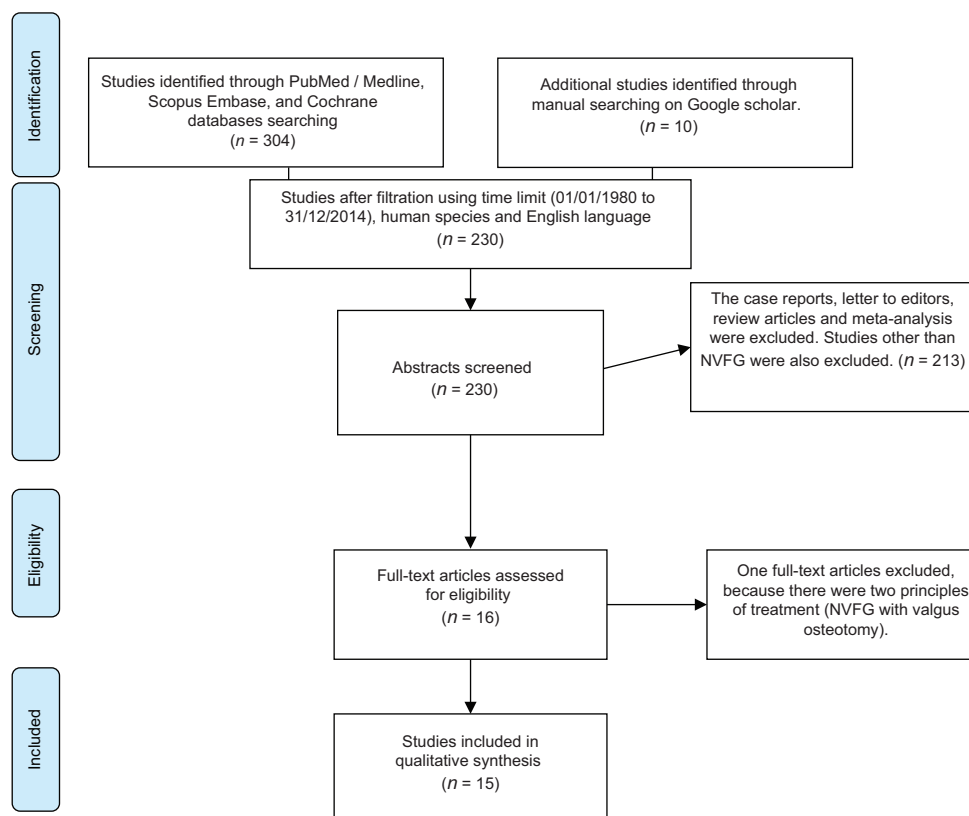 Identification
Studies identified through PubMed / Medline,
Scopus Embase, and Cochrane
databases searching
(n = 304)
Additional studies identified through
manual searching on Google scholar.
(n = 10)
Screening
Studies after filtration using time limit (01/01/1980 to
31/12/2014), human species and English language
(n = 230)
Abstracts screened
(n = 230)
The case reports, letter to editors,
review articles and meta-analysis
were excluded. Studies other than
NVFG were also excluded. (n = 213)
Eligibility
Full-text articles assessed
for eligibility
(n = 16)
One full-text articles excluded,
because there were two principles
of treatment (NVFG with valgus
osteotomy).
Included
Studies included in
qualitative synthesis
(n = 15)